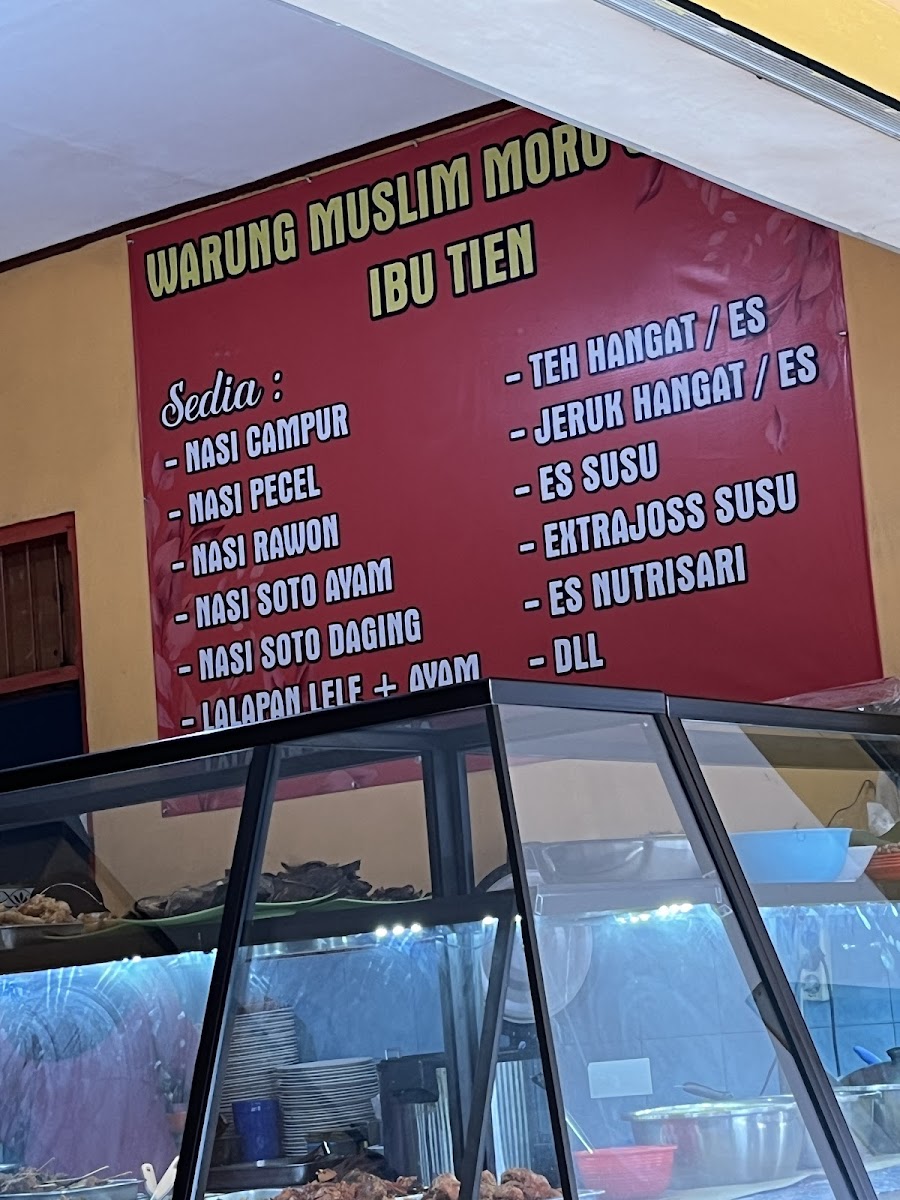 WARUNG MUSLIM MORO
IBU TIEN
Sedia :
- NASI CAMPUR
- NASI PECEL
- NASI RAWON
- NASI SOTO AYAM
- NASI SOTO DAGING
- LALAPAN LELE + AYAM
- TEH HANGAT / ES
- JERUK HANGAT / ES
- ES SUSU
- EXTRAJOSS SUSU
- ES NUTRISARI
- DLL